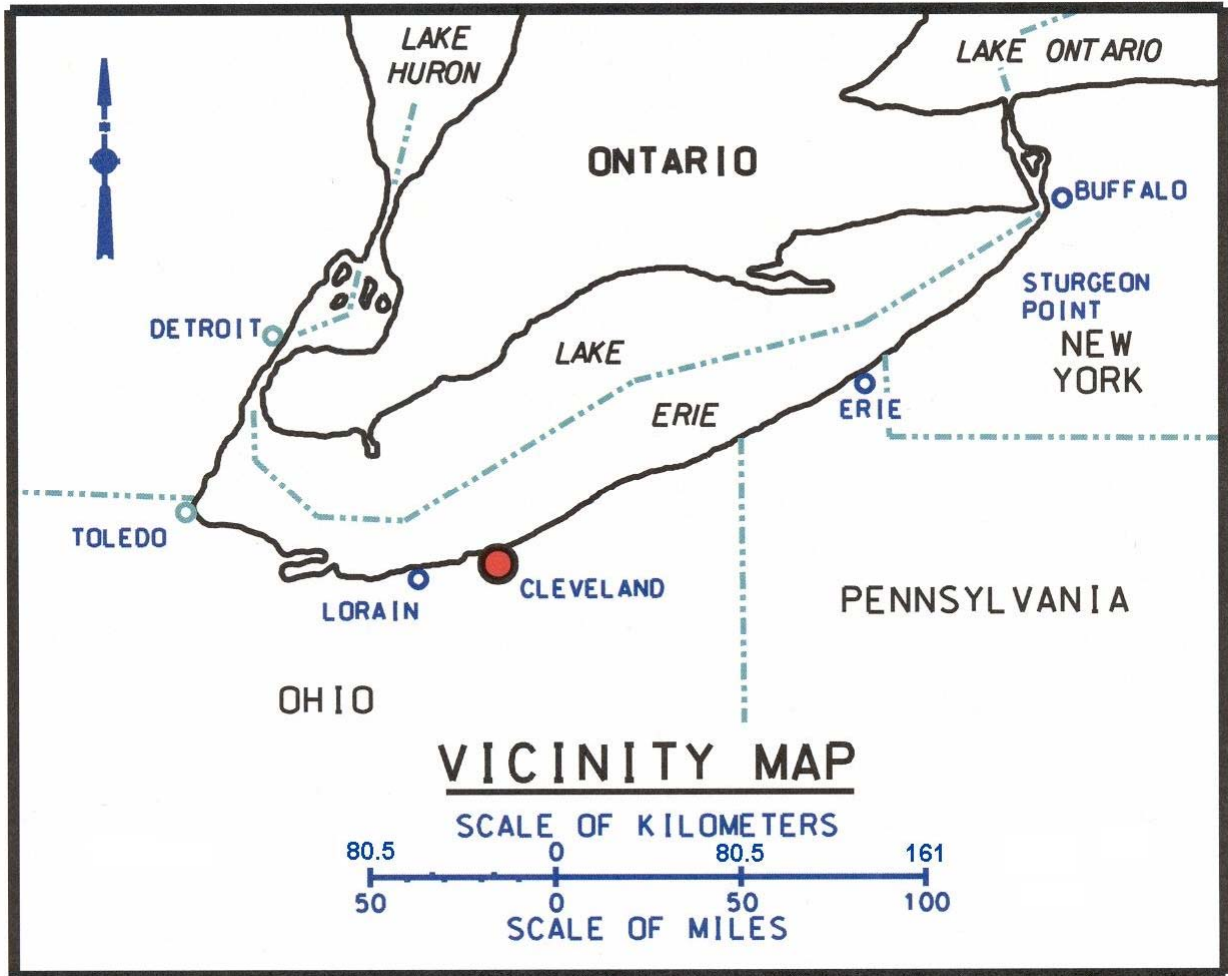 LAKE
HURON
LAKE ONTARIO
ONTARIO
BUFFALO
STURGEON
POINT
DETROIT
NEW
YORK
LAKE
ERIE
ERIE
TOLEDO
CLEVELAND
LORAIN
PENNSYLVANIA
OHIO
VICINITY MAP
SCALE OF KILOMETERS
80.5 0 80.5 161
50 0 50 100
SCALE OF MILES